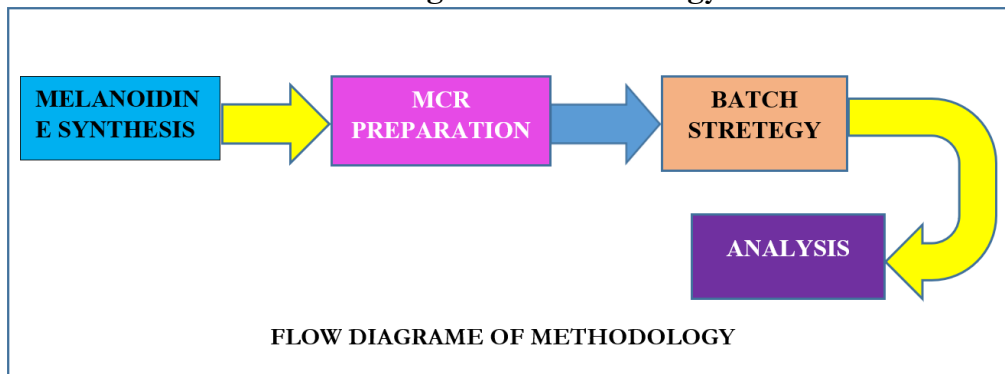 MELANOIDIN
E SYNTHESIS
MCR
PREPARATION
BATCH
STRETEGY
ANALYSIS
FLOW DIAGRAME OF METHODOLOGY